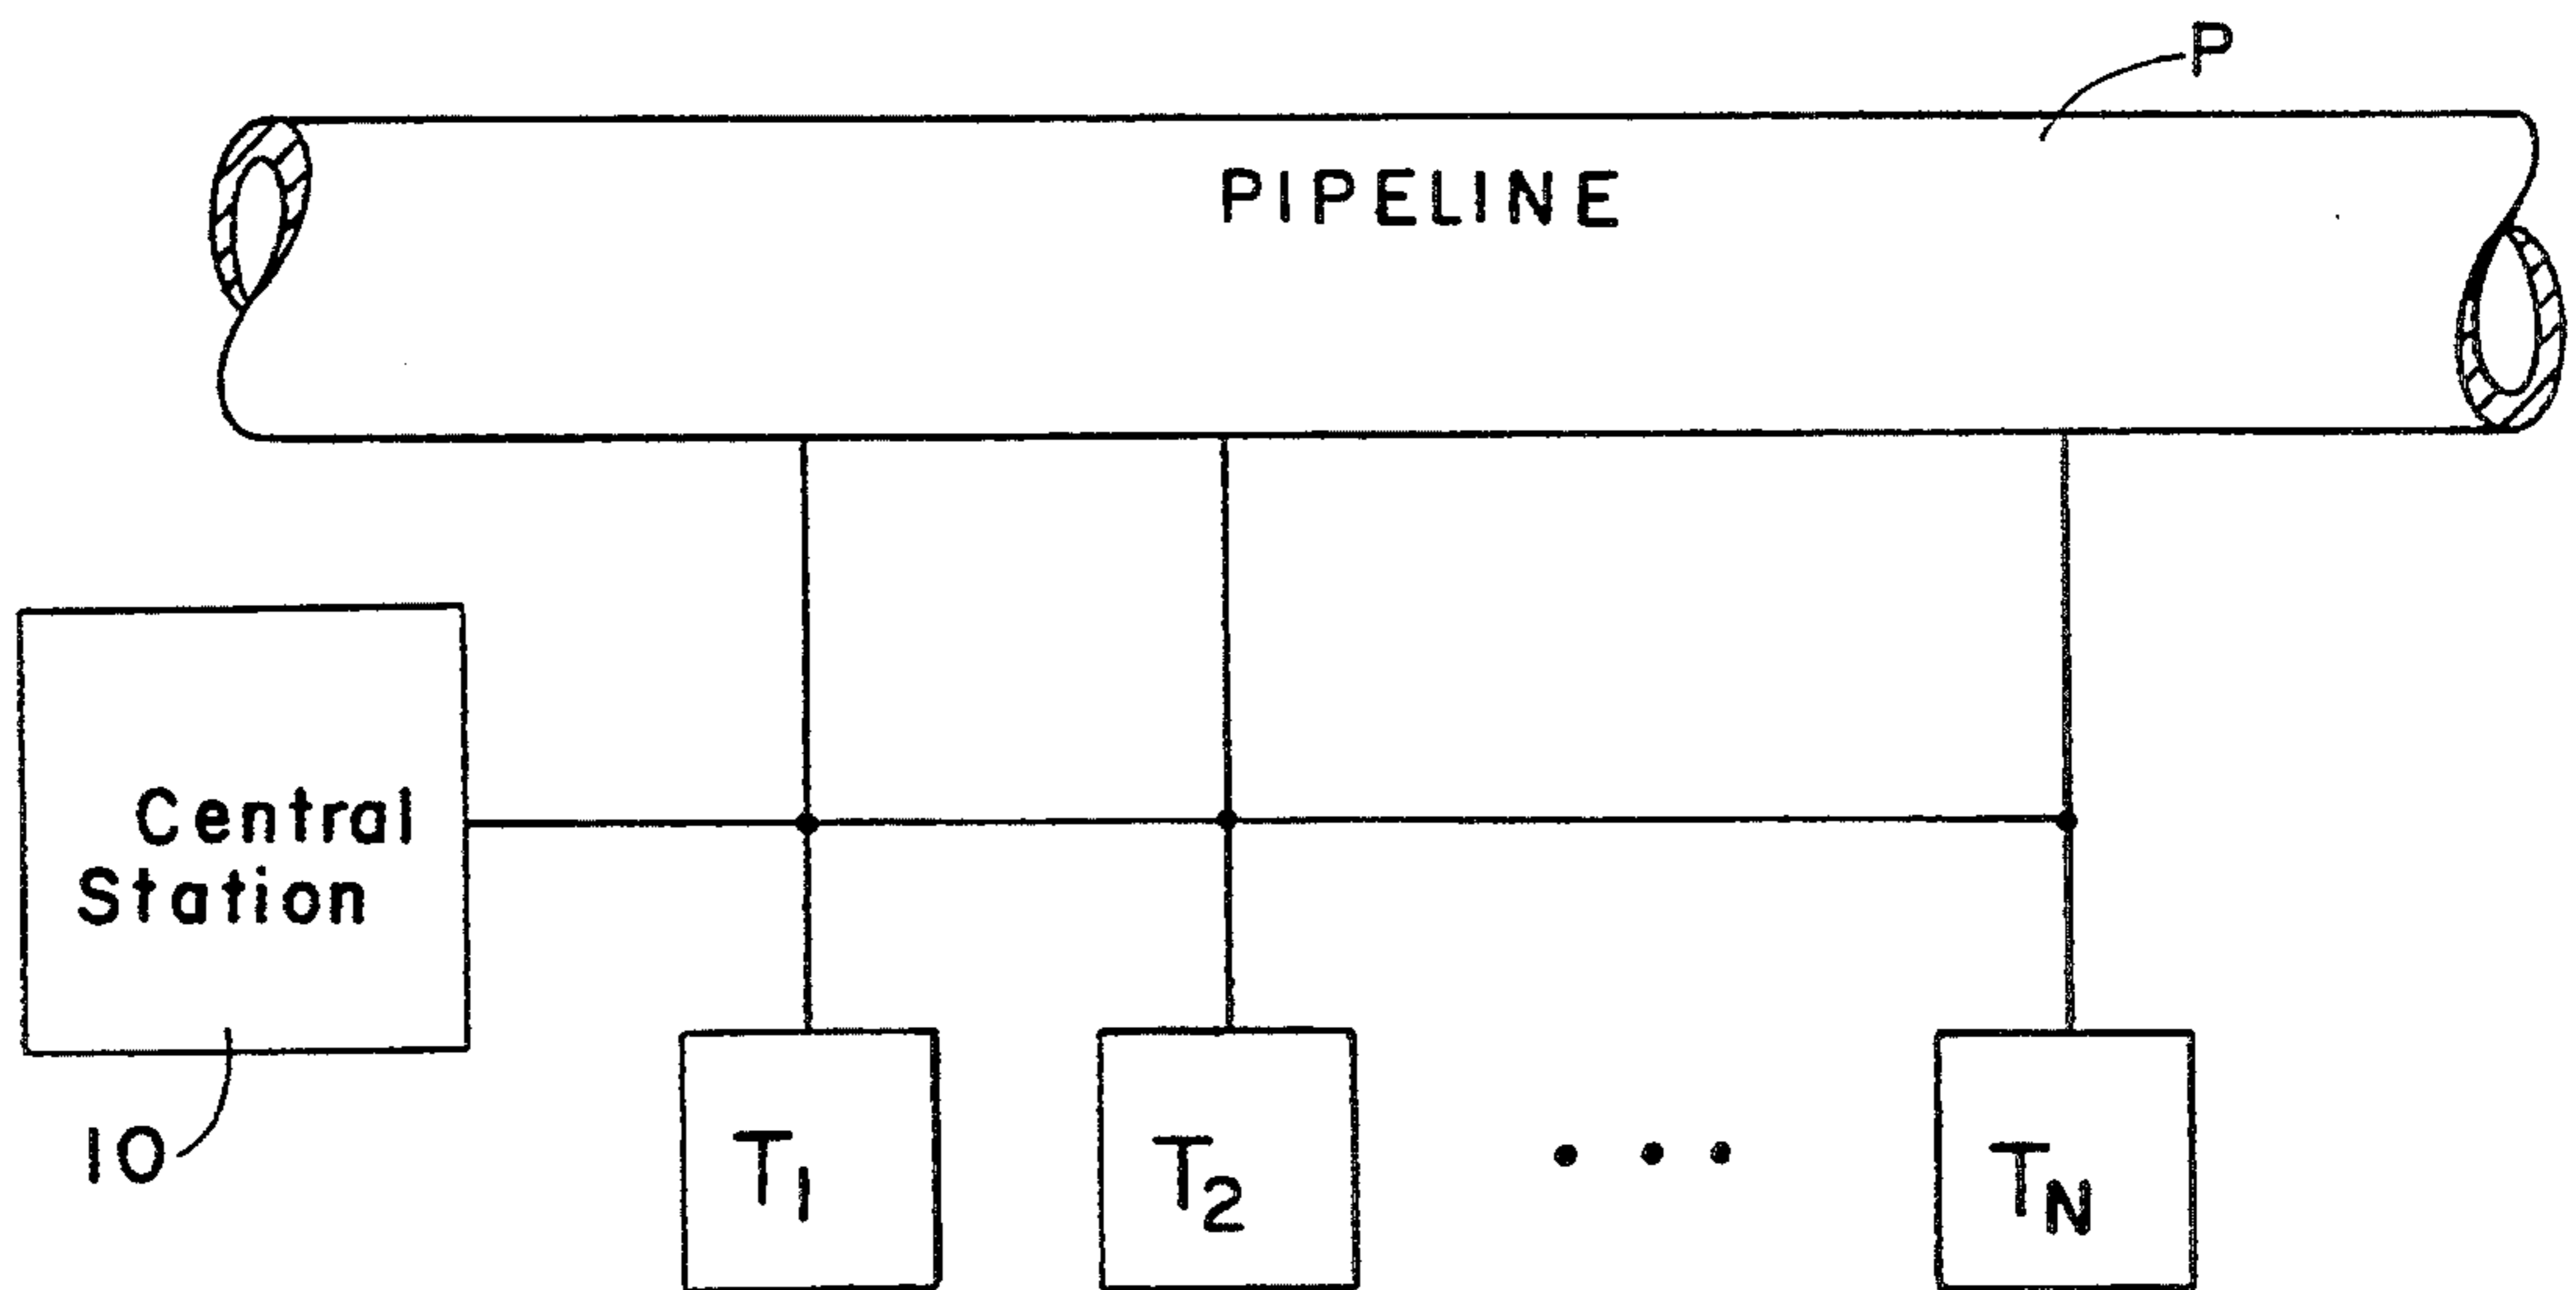 P
PIPELINE
Central
Station
10
T1
T2
• • •
TN